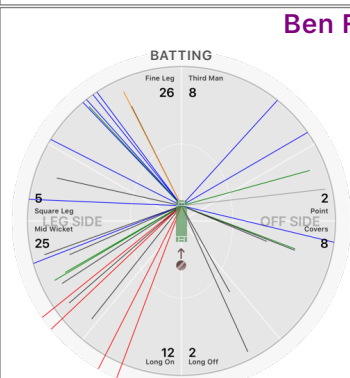 Ben F
BATTING
Fine Leg Third Man
26 8
5 2
Square Leg Point
LEG SIDE OFF SIDE
Mid Wicket Covers
25 8
12 2
Long On Long Off